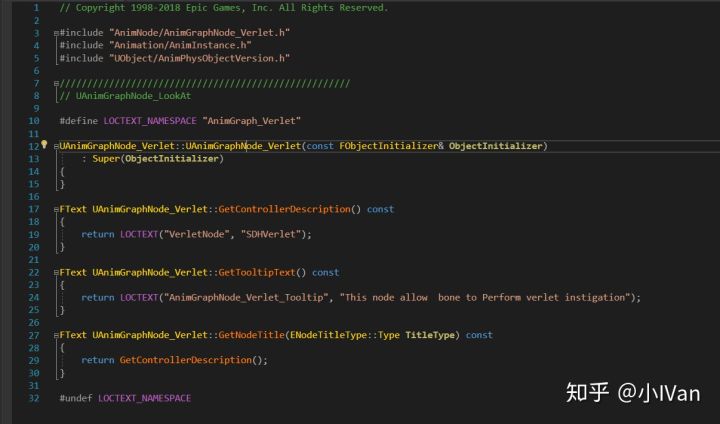 1 // Copyright 1998-2018 Epic Games, Inc. All Rights Reserved.
2
3 #include "AnimNode/AnimGraphNode_Verlet.h"
4 #include "Animation/AnimInstance.h"
5 #include "UObject/AnimPhysObjectVersion.h"
6
7 /////////////////////////////////////////////////////
8 // UAnimGraphNode_LookAt
9
10 #define LOCTEXT_NAMESPACE "AnimGraph_Verlet"
11
12 UAnimGraphNode_Verlet::UAnimGraphNode_Verlet(const FObjectInitializer& ObjectInitializer)
13 : Super(ObjectInitializer)
14 {
15 }
16
17 FText UAnimGraphNode_Verlet::GetControllerDescription() const
18 {
19 return LOCTEXT("VerletNode", "SDHVerlet");
20 }
21
22 FText UAnimGraphNode_Verlet::GetTooltipText() const
23 {
24 return LOCTEXT("AnimGraphNode_Verlet_Tooltip", "This node allow  bone to Perform verlet instigation");
25 }
26
27 FText UAnimGraphNode_Verlet::GetNodeTitle(ENodeTitleType::Type TitleType) const
28 {
29 return GetControllerDescription();
30 }
31
32 #undef LOCTEXT_NAMESPACE
知乎 @小IVan